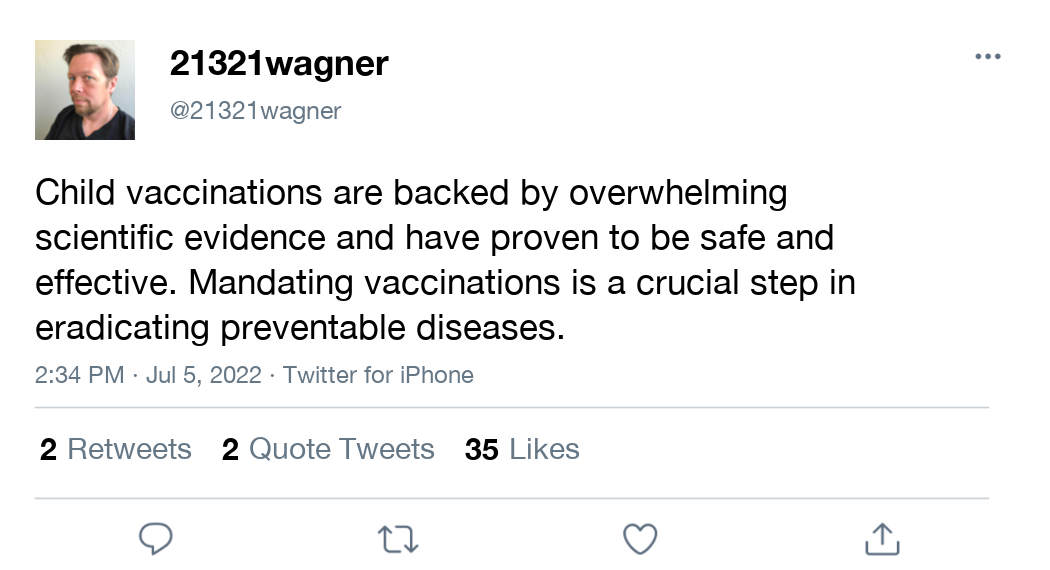 21321wagner
@21321wagner
Child vaccinations are backed by overwhelming
scientific evidence and have proven to be safe and
effective. Mandating vaccinations is a crucial step in
eradicating preventable diseases.
2:34 PM · Jul 5, 2022 · Twitter for iPhone
2 Retweets 2 Quote Tweets 35 Likes